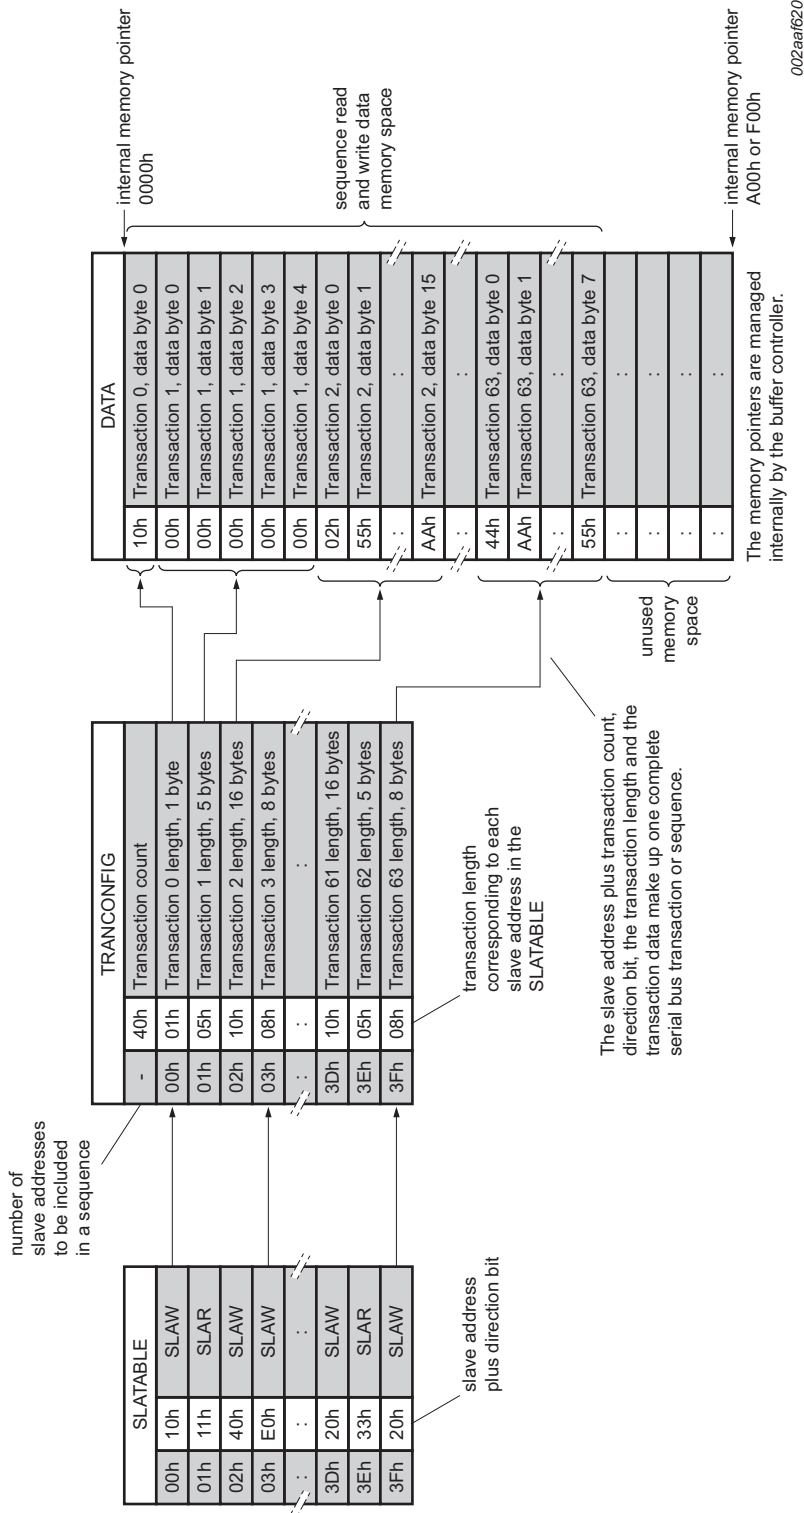 number of
slave addresses
to be included
in a sequence
SLATABLE
00h 10h SLAW
01h 11h SLAR
02h 40h SLAW
03h E0h SLAW
: : :
3Dh 20h SLAW
3Eh 33h SLAR
3Fh 20h SLAW
slave address
plus direction bit
TRANCONFIG
- 40h Transaction count
00h 01h Transaction 0 length, 1 byte
01h 05h Transaction 1 length, 5 bytes
02h 10h Transaction 2 length, 16 bytes
03h 08h Transaction 3 length, 8 bytes
: : :
3Dh 10h Transaction 61 length, 16 bytes
3Eh 05h Transaction 62 length, 5 bytes
3Fh 08h Transaction 63 length, 8 bytes
transaction length
corresponding to each
slave address in the
SLATABLE
The slave address plus transaction count,
direction bit, the transaction length and the
transaction data make up one complete
serial bus transaction or sequence.
DATA
10h Transaction 0, data byte 0
00h Transaction 1, data byte 0
00h Transaction 1, data byte 1
00h Transaction 1, data byte 2
00h Transaction 1, data byte 3
00h Transaction 1, data byte 4
02h Transaction 2, data byte 0
55h Transaction 2, data byte 1
: :
AAh Transaction 2, data byte 15
: :
44h Transaction 63, data byte 0
AAh Transaction 63, data byte 1
: :
55h Transaction 63, data byte 7
: :
: :
: :
: :
unused
memory
space
The memory pointers are managed
internally by the buffer controller.
internal memory pointer
0000h
sequence read
and write data
memory space
internal memory pointer
A00h or F00h
002aaf620